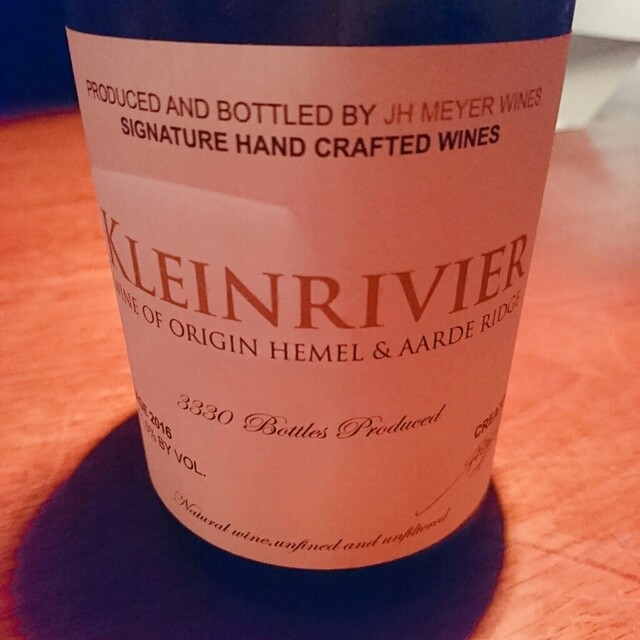 PRODUCED AND BOTTLED BY JH MEYER WINES
SIGNATURE HAND CRAFTED WINES
KLEINRIVIER
WINE OF ORIGIN HEMEL & AARDE RIDGE
3330 Bottles Produced
2016
% BY VOL.
Natural wine, unfined and unfiltered